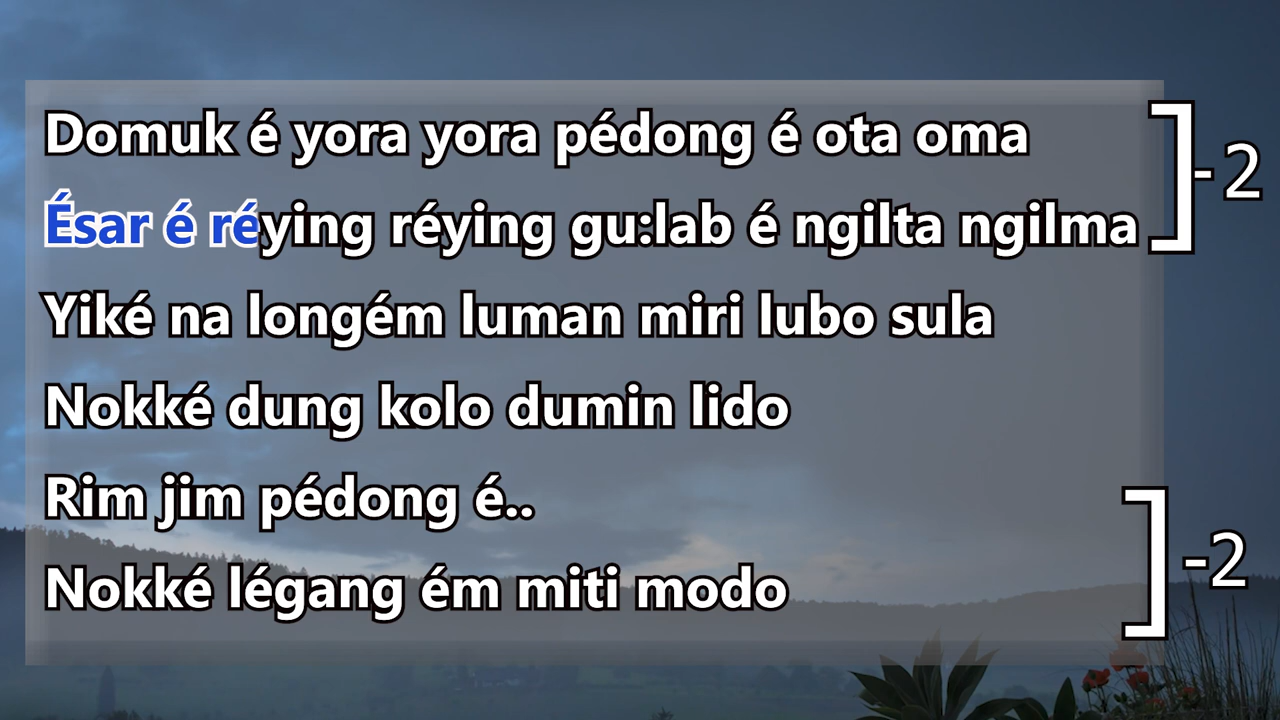 Domuk é yora yora pédong é ota oma
]-2
Ésar é réying réying gu:lab é ngilta ngilma
Yiké na longém luman miri lubo sula
Nokké dung kolo dumin lido
Rim jim pédong é..
]-2
Nokké légang ém miti modo